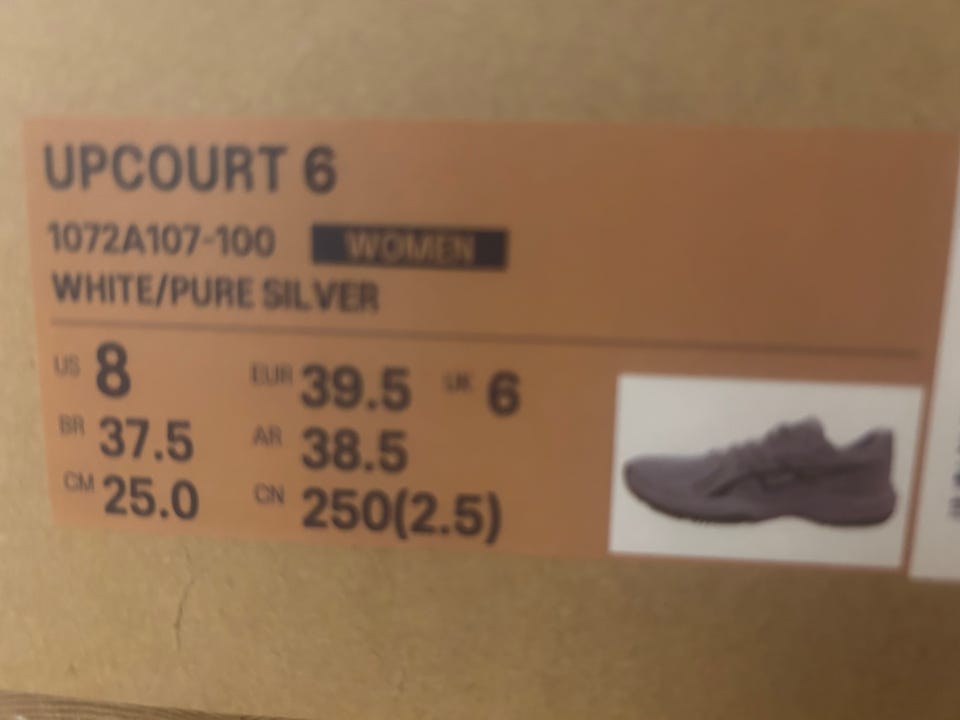 UPCOURT 6
1072A107-100 WOMEN
WHITE/PURE SILVER
US 8 EUR 39.5 UK 6
BR 37.5 AR 38.5
CM 25.0 CN 250(2.5)